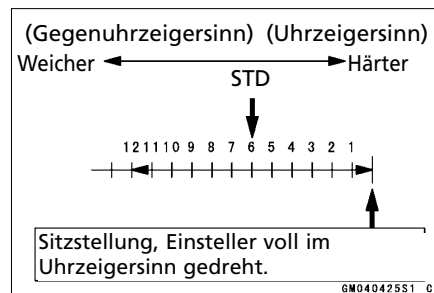 (Gegenuhrzeigersinn) (Uhrzeigersinn)
Weicher Härter
STD
12 11 10 9 8 7 6 5 4 3 2 1
Sitzstellung, Einsteller voll im
Uhrzeigersinn gedreht.
GM040425S1 C